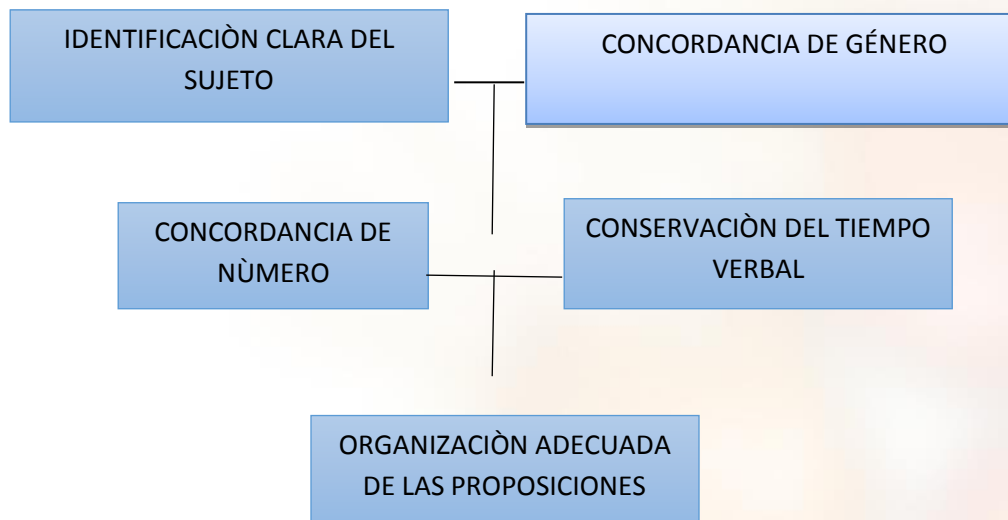 IDENTIFICACIÒN CLARA DEL
SUJETO
CONCORDANCIA DE GÉNERO
CONCORDANCIA DE
NÙMERO
CONSERVACIÒN DEL TIEMPO
VERBAL
ORGANIZACIÒN ADECUADA
DE LAS PROPOSICIONES